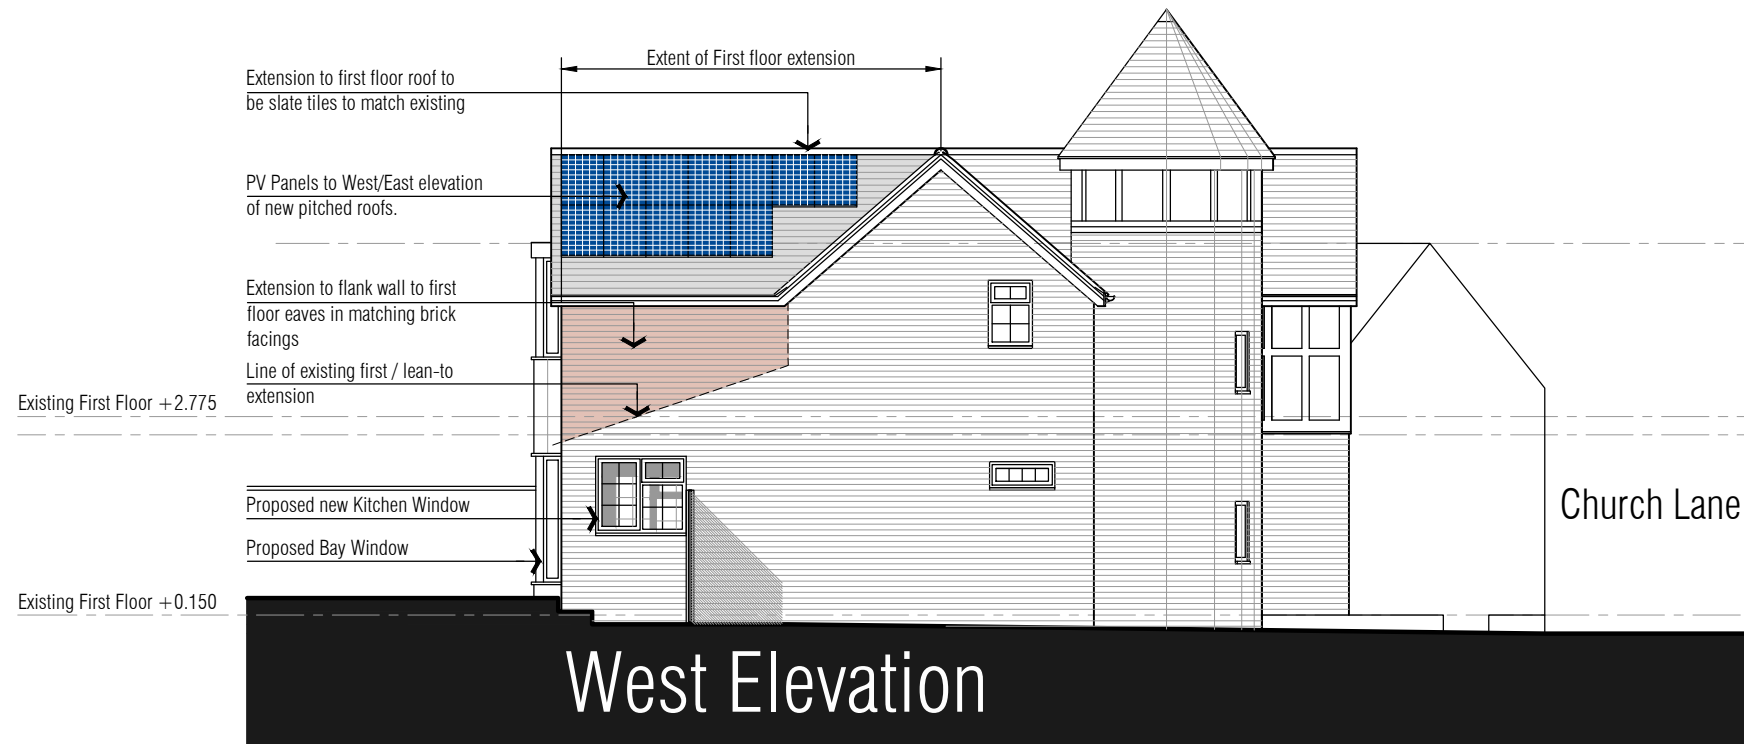 Extent of First floor extension
Extension to first floor roof to
be slate tiles to match existing
PV Panels to West/East elevation
of new pitched roofs.
Extension to flank wall to first
floor eaves in matching brick
facings
Line of existing first / lean-to
extension
Existing First Floor +2.775
Proposed new Kitchen Window
Church Lane
Proposed Bay Window
Existing First Floor +0.150
West Elevation